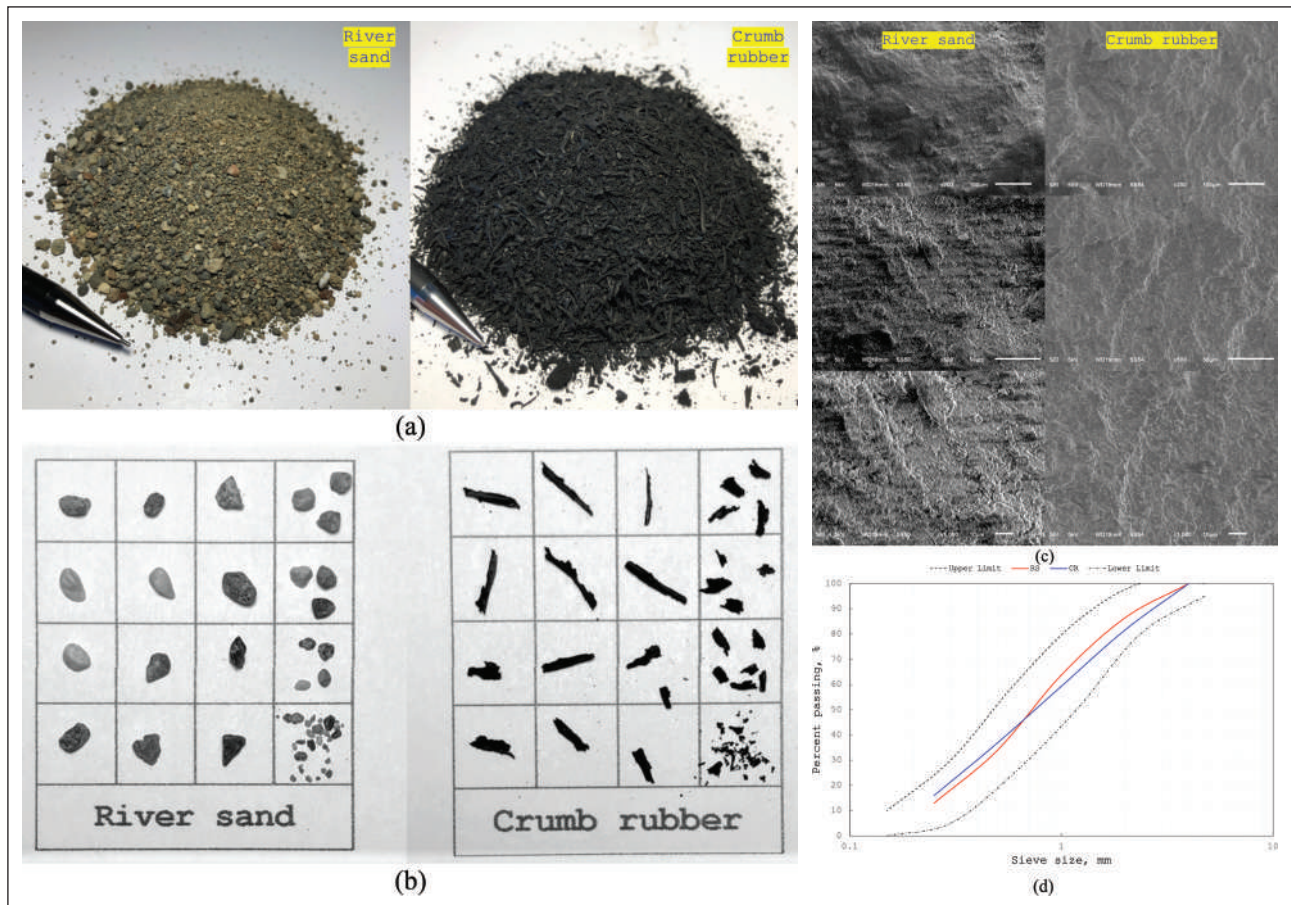 River
sand
Crumb
rubber
(a)
River sand
Crumb rubber
(b)
River sand
Crumb rubber
(c)
Upper Limit RS CR Lower Limit
100
90
80
70
60
50
40
30
20
10
0
Percent passing, %
0.1
1
10
Sieve size, mm
(d)